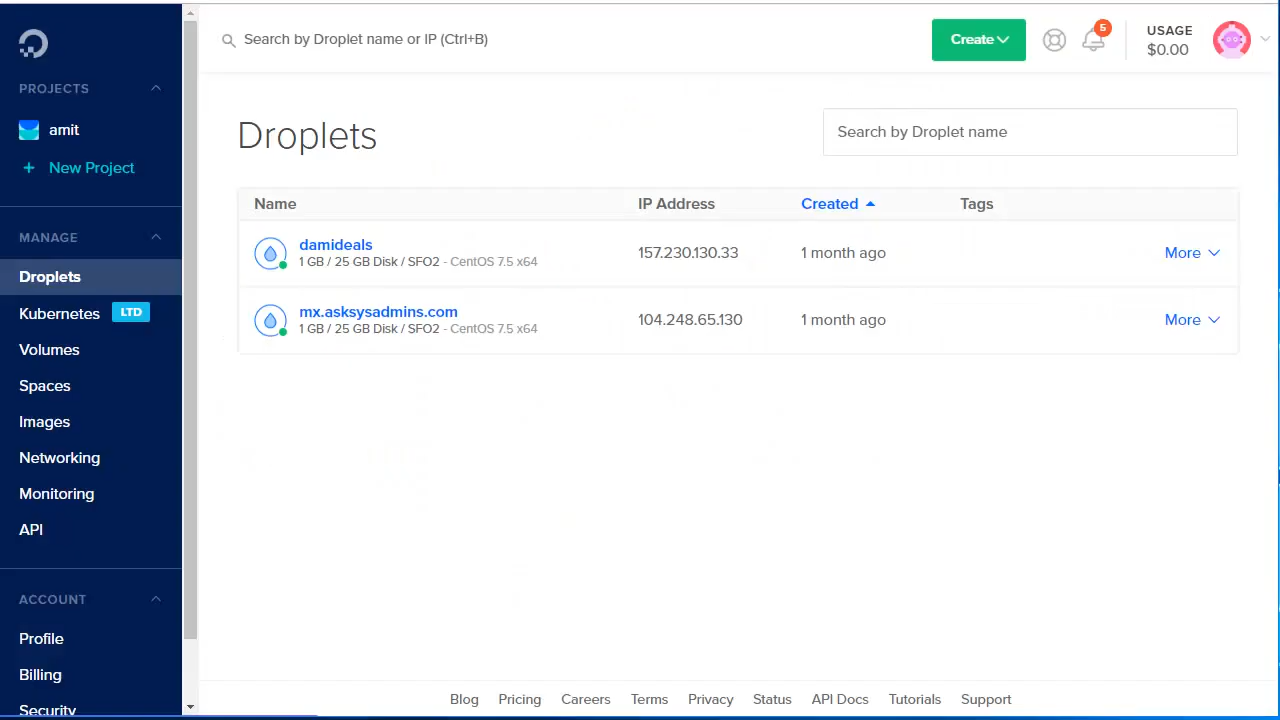 Search by Droplet name or IP (Ctrl+B)
Create
5
USAGE
$0.00
PROJECTS
amit
+ New Project
MANAGE
Droplets
Kubernetes LTD
Volumes
Spaces
Images
Networking
Monitoring
API
ACCOUNT
Profile
Billing
Security
Droplets
Search by Droplet name
Name IP Address Created Tags
damideals
1 GB / 25 GB Disk / SFO2 - CentOS 7.5 x64
157.230.130.33 1 month ago More
mx.asksysadmins.com
1 GB / 25 GB Disk / SFO2 - CentOS 7.5 x64
104.248.65.130 1 month ago More
Blog Pricing Careers Terms Privacy Status API Docs Tutorials Support